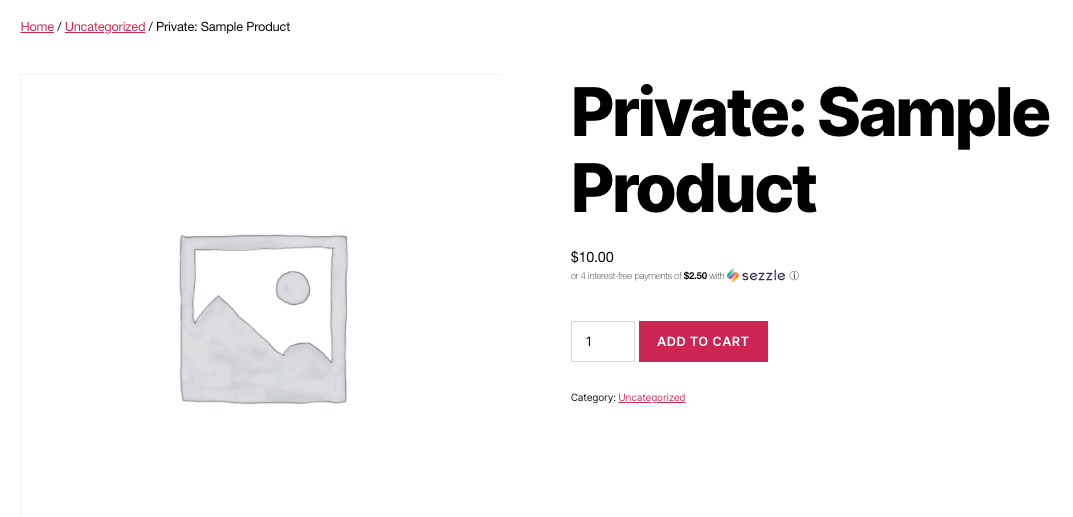 Home / Uncategorized / Private: Sample Product
Private: Sample
Product
$10.00
or 4 interest-free payments of $2.50 with sezzle ⓘ
1
ADD TO CART
Category: Uncategorized